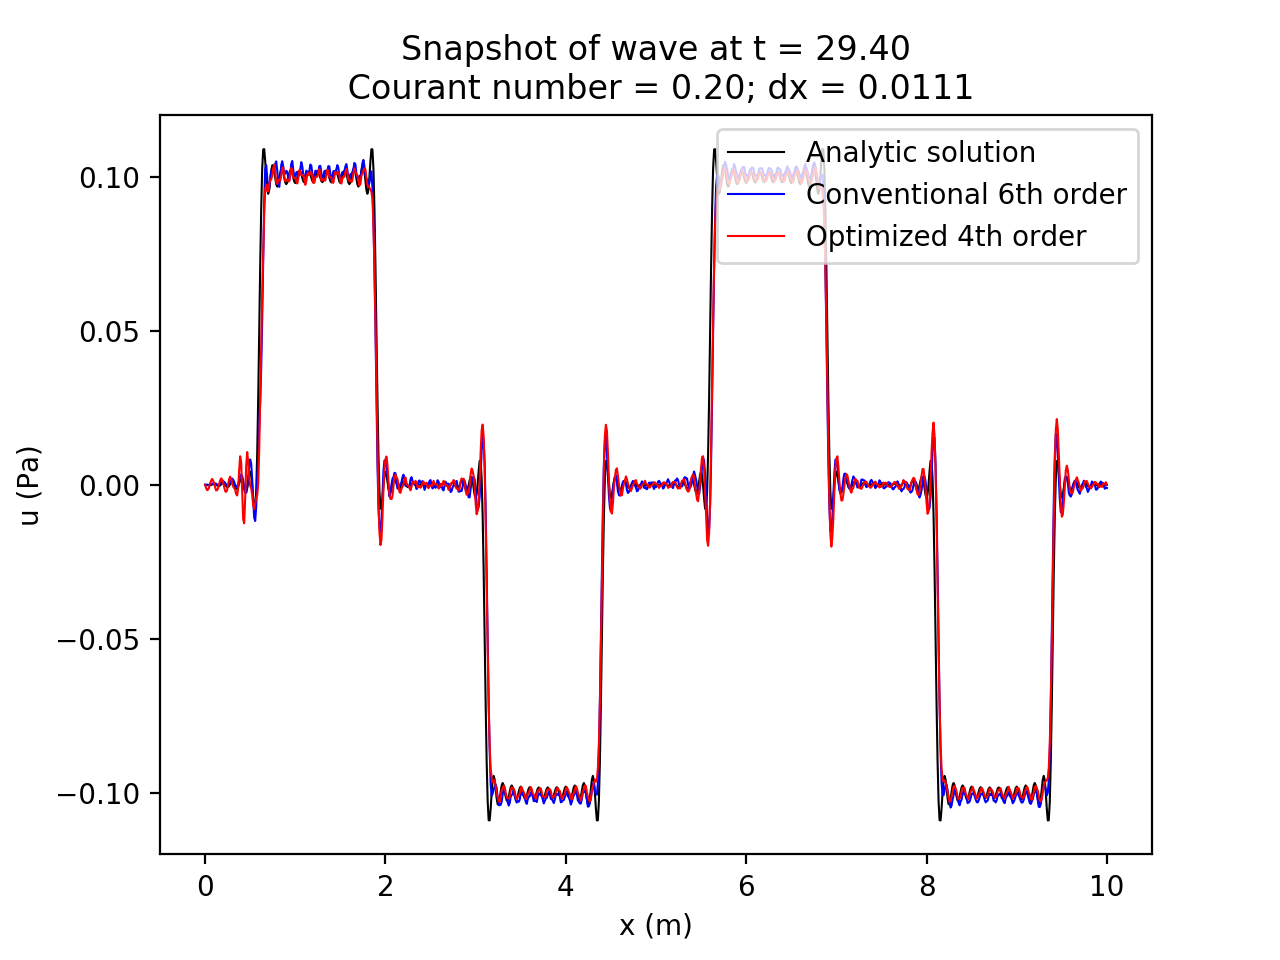 Snapshot of wave at t = 29.40
Courant number = 0.20; dx = 0.0111
Analytic solution
Conventional 6th order
Optimized 4th order
0.10
0.05
0.00
−0.05
−0.10
u (Pa)
0 2 4 6 8 10
x (m)